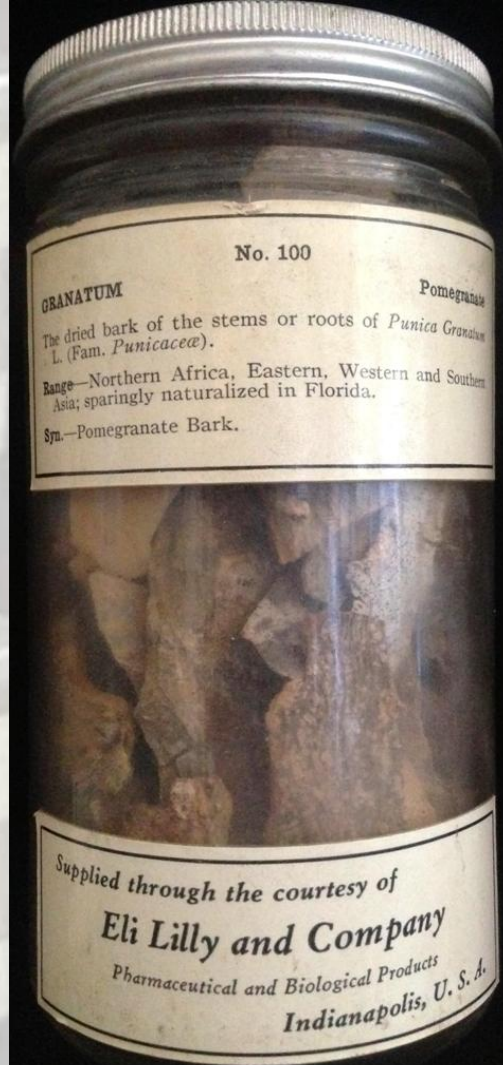 No. 100
GRANATUM Pomegranate
The dried bark of the stems or roots of Punica Granatum
L. (Fam. Punicaceæ).
Range—Northern Africa, Eastern, Western and Southern
Asia; sparingly naturalized in Florida.
Syn.—Pomegranate Bark.
Supplied through the courtesy of
Eli Lilly and Company
Pharmaceutical and Biological Products
Indianapolis, U. S. A.